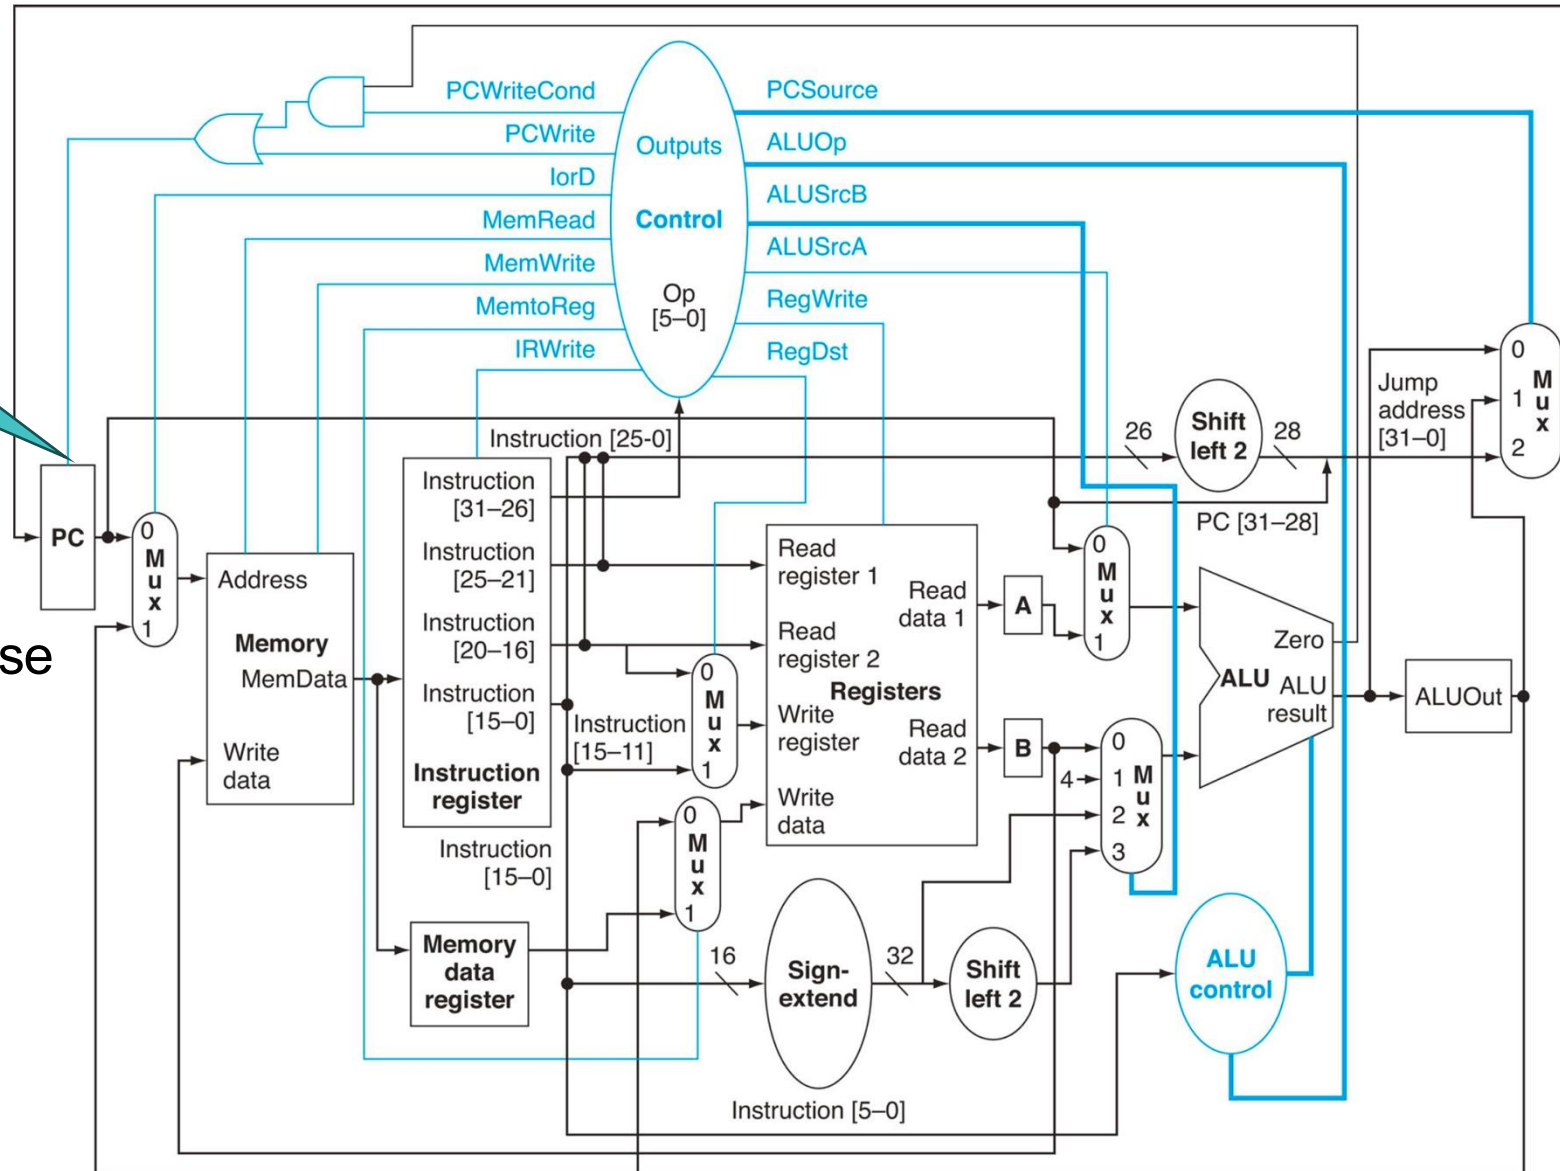 PCWriteCond
PCWrite
IorD
MemRead
MemWrite
MemtoReg
IRWrite
Outputs
Control
Op
[5–0]
PCSource
ALUOp
ALUSrcB
ALUSrcA
RegWrite
RegDst
PC
0
M
u
x
1
Address
Memory
MemData
Write
data
se
Instruction [25-0]
Instruction
[31–26]
Instruction
[25–21]
Instruction
[20–16]
Instruction
[15–0]
Instruction
register
Instruction
[15–0]
Memory
data
register
Instruction
[15–11]
0
M
u
x
1
0
M
u
x
1
Read
register 1
Read
register 2
Registers
Write
register
Write
data
Read
data 1
Read
data 2
A
B
4
0
M
u
x
1
0
1
2
3
M
u
x
16
Sign-
extend
32
Shift
left 2
Instruction [5–0]
26
Shift
left 2
28
PC [31–28]
Jump
address
[31–0]
0
1
2
M
u
x
Zero
ALU
ALU
result
ALUOut
ALU
control